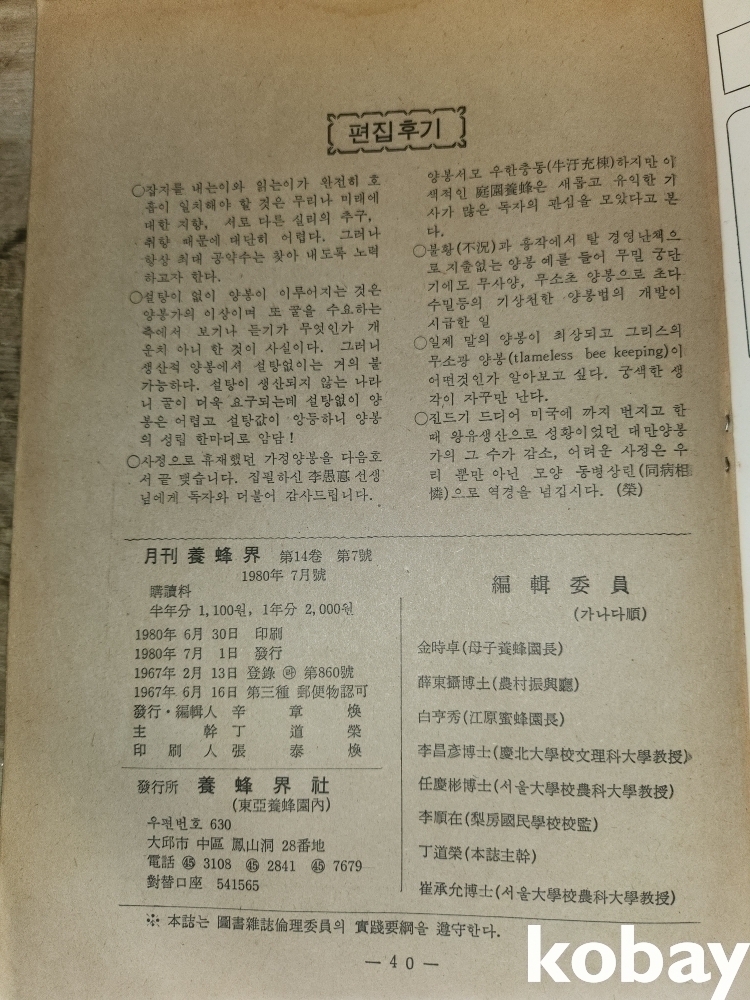 편집후기
○잡지를 내는이와 읽는이가 완전히 호
흡이 일치해야 할 것은 무리나 미래에
대한 지향, 서로 다른 실리의 추구,
취향 때문에 대단히 어렵다. 그러나
항상 최대 공약수는 찾아 내도록 노력
하고자 한다.
○설탕이 없이 양봉이 이루어지는 것은
양봉가의 이상이며 또 꿀을 수요하는
측에서 보거나 듣기가 무엇인가 개
운치 아니 한 것이 사실이다. 그러니
생산적 양봉에서 설탕없이는 거의 불
가능하다. 설탕이 생산되지 않는 나라
니 꿀이 더욱 요구되는데 설탕없이 양
봉은 어렵고 설탕값이 앙등하니 양봉
의 성립 한마디로 암담!
○사정으로 휴재했던 가정양봉을 다음호
서 끝 맺습니다. 집필하신 李愚惪 선생
님에게 독자와 더불어 감사드립니다.
양봉서모 우한충동(牛汗充棟)하지만 이
색적인 庭園養蜂은 새롭고 유익한 기
사가 많은 독자의 관심을 모았다고 본
다.
○불황(不況)과 흉작에서 탈 경영난책으
로 지출없는 양봉 예를 들어 무밀 궁단
기에도 무사양, 무소초 양봉으로 초다
수밀등의 기상천한 양봉법의 개발이
시급한 일
○일제 말의 양봉이 최상되고 그리스의
무소광 양봉(tlameless bee keeping)이
어떤것인가 알아보고 싶다. 궁색한 생
각이 자꾸만 난다.
○진드기 드디어 미국에 까지 번지고 한
때 왕유생산으로 성황이었던 대만양봉
가의 그 수가 감소, 어려운 사정은 우
리 뿐만 아닌 모양 동병상린(同病相
憐)으로 역경을 넘깁시다. (榮)
月刊 養蜂界 第14卷 第7號
1980年 7月號
購讀料
半年分 1,100원, 1年分 2,000원
1980年 6月 30日 印刷
1980年 7月 1日 發行
1967年 2月 13日 登錄 ㊕ 第860號
1967年 6月 16日 第三種 郵便物認可
發行·編輯人 辛章煥
主幹 丁道榮
印刷人 張泰煥
發行所 養蜂界社
(東亞養蜂園內)
우편번호 630
大邱市 中區 鳳山洞 28番地
電話 ㊺ 3108 ㊺ 2841 ㊺ 7679
對替口座 541565
編輯委員
(가나다順)
金時卓(母子養蜂園長)
薛東攝博士(農村振興廳)
白亨秀(江原蜜蜂園長)
李昌彥博士(慶北大學校文理科大學敎授)
任慶彬博士(서울大學校農科大學敎授)
李順在(梨房國民學校校監)
丁道榮(本誌主幹)
崔承允博士(서울大學校農科大學敎授)
※ 本誌는 圖書雜誌倫理委員의 實踐要綱을 遵守한다.
— 4 0 —
kobay